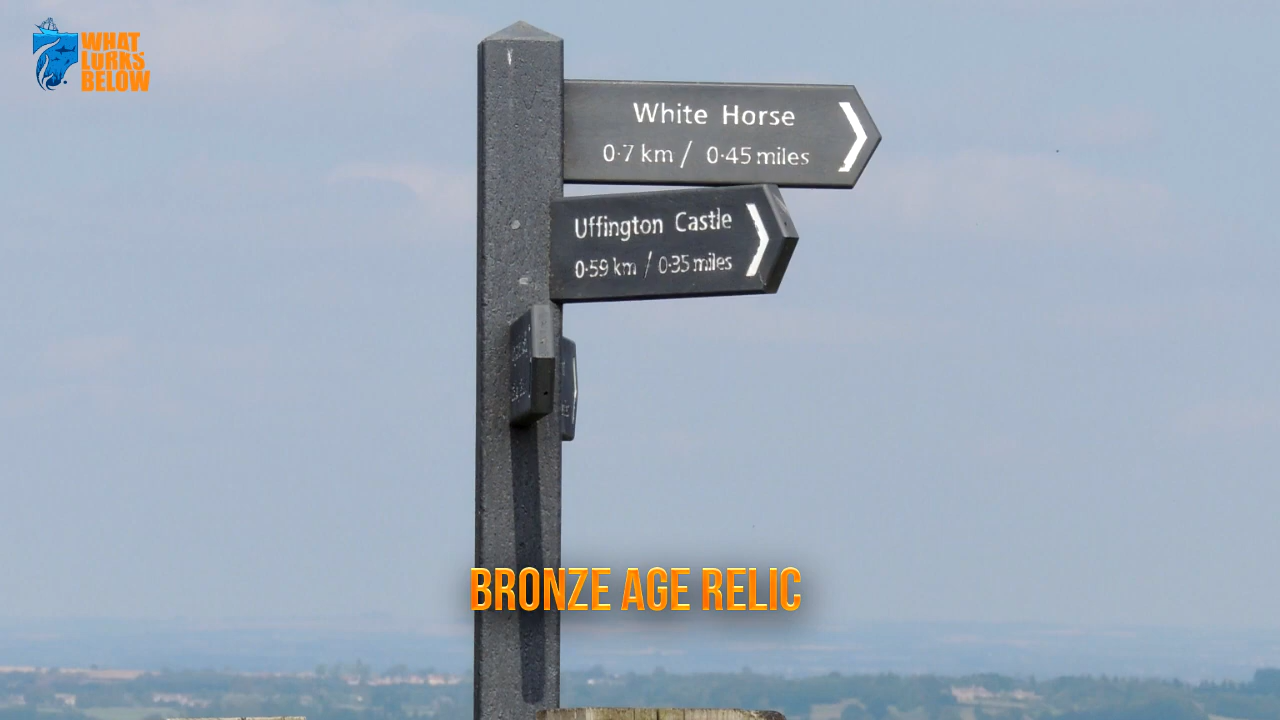 WHAT
LURKS
BELOW
White Horse
0·7 km / 0·45 miles
Uffington Castle
0·59 km / 0·35 miles
BRONZE AGE RELIC